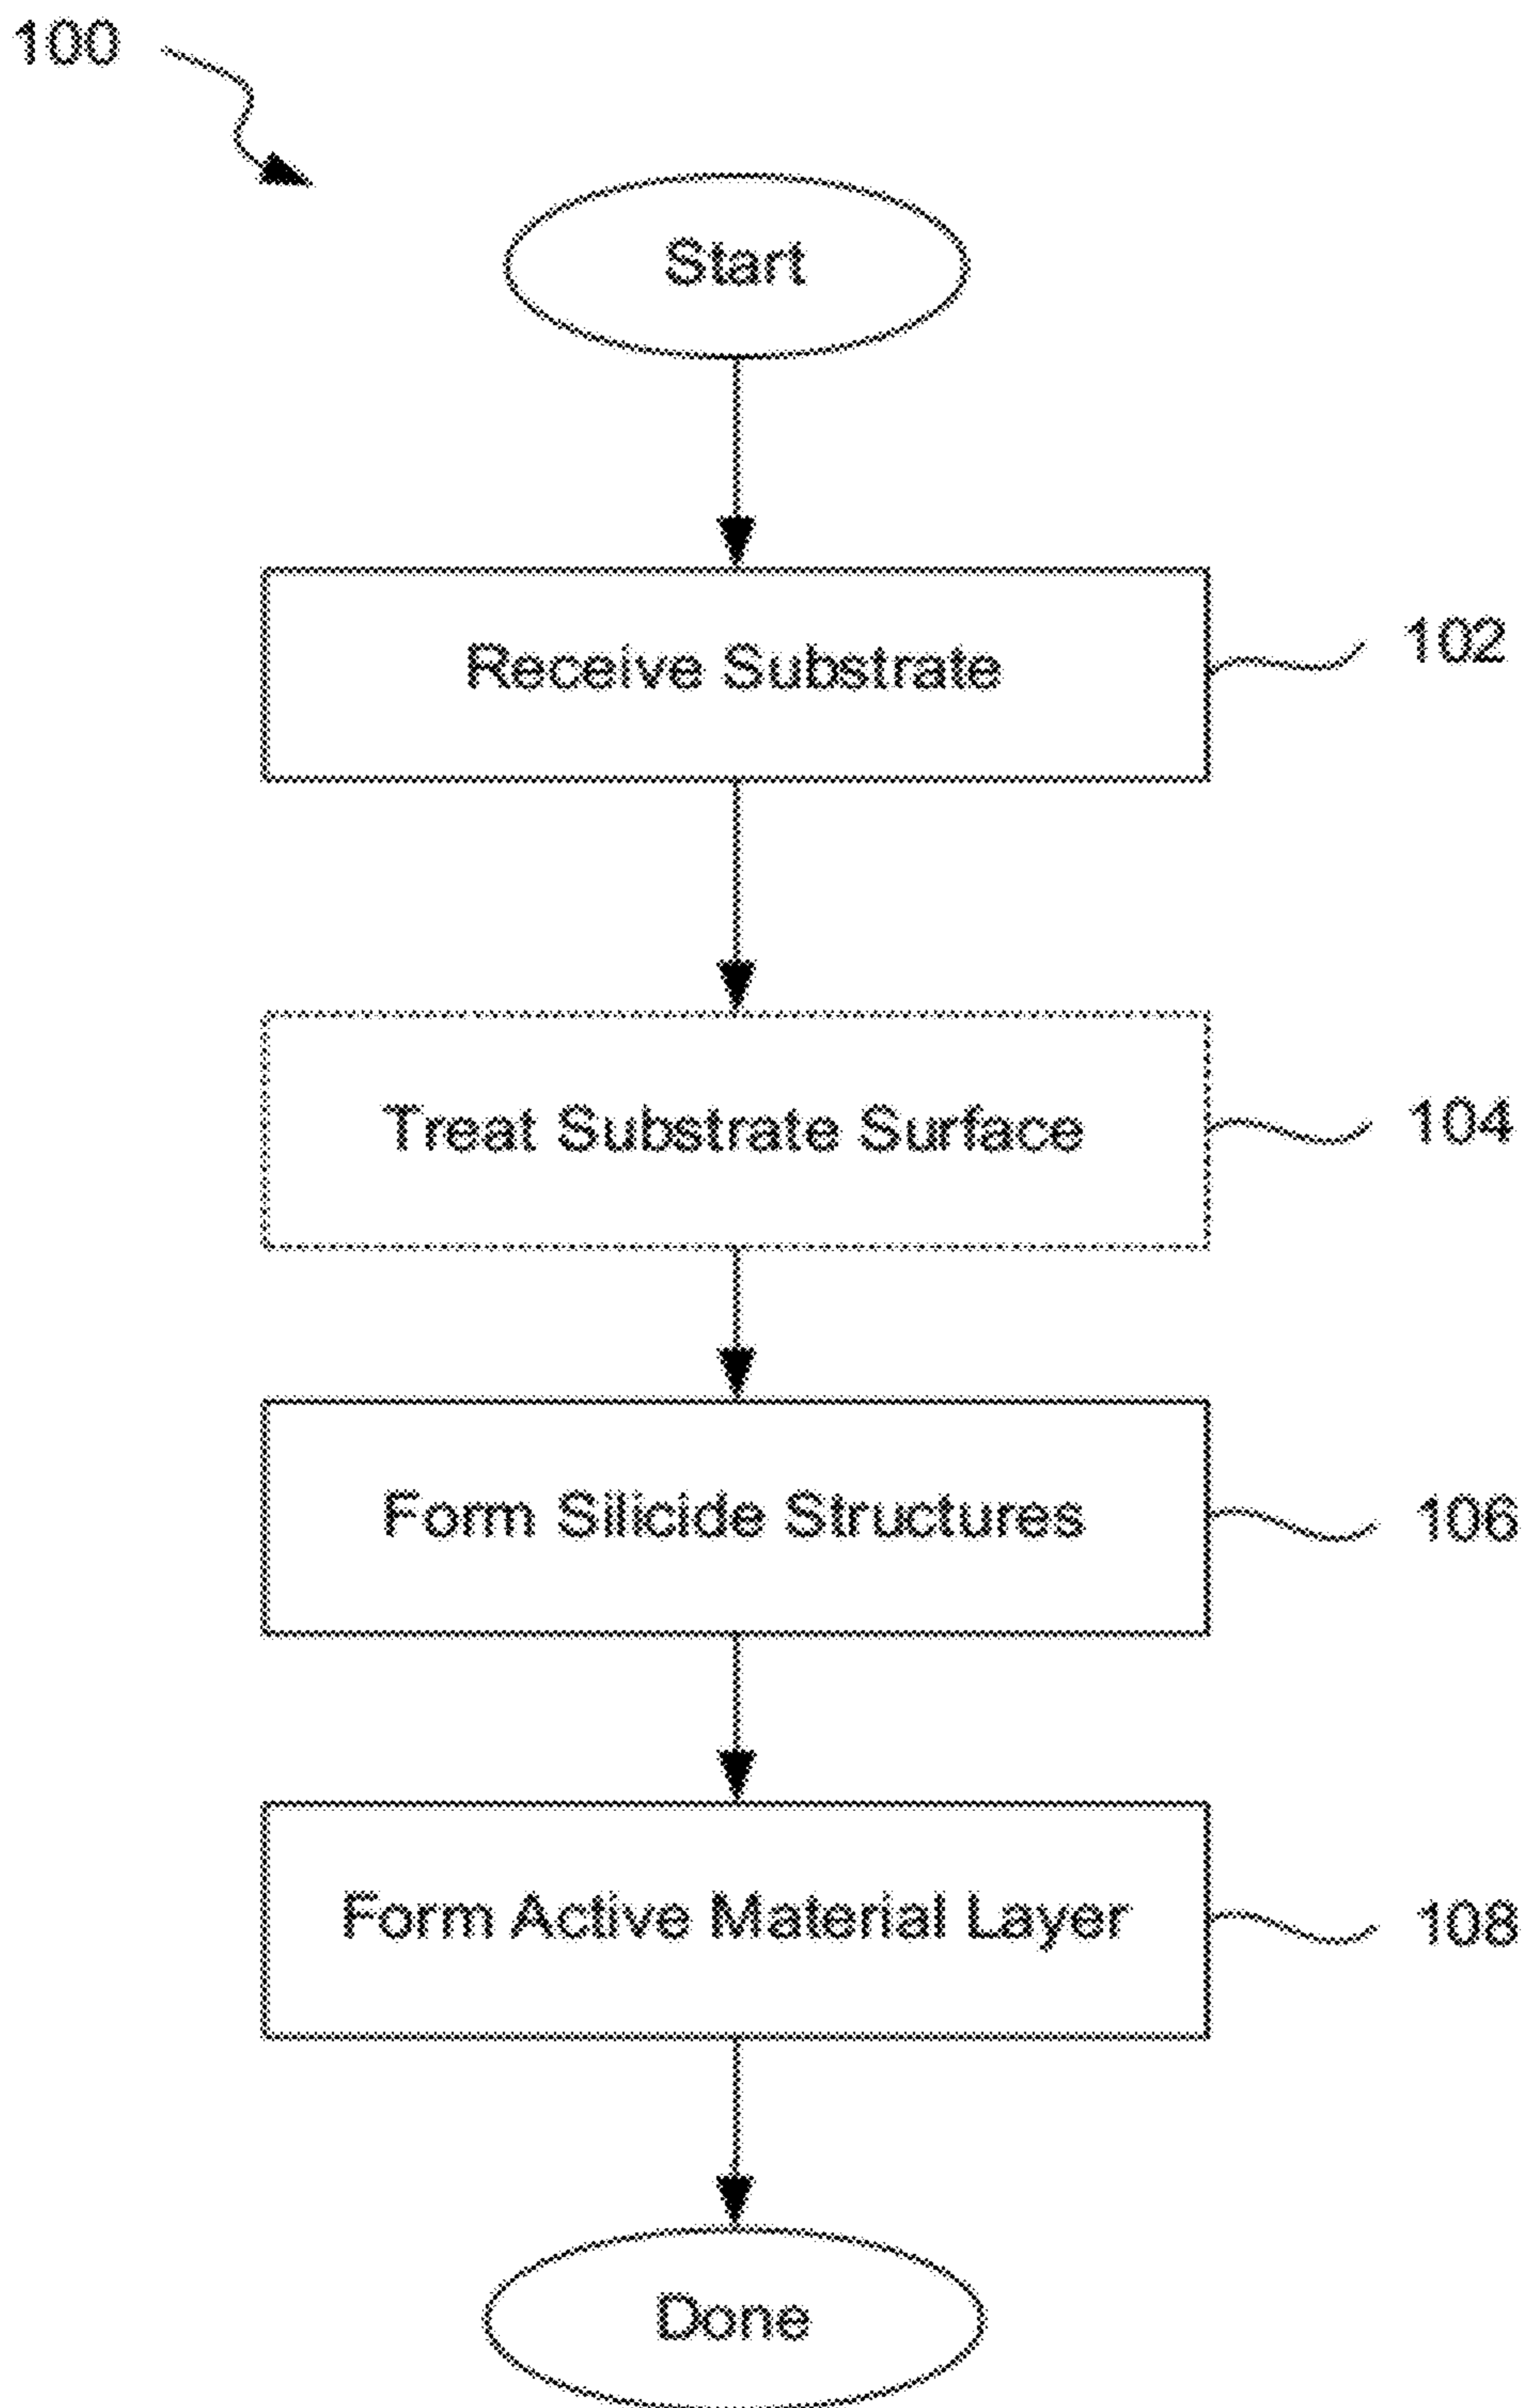 100
Start
Receive Substrate
102
Treat Substrate Surface
104
Form Silicide Structures
106
Form Active Material Layer
108
Done